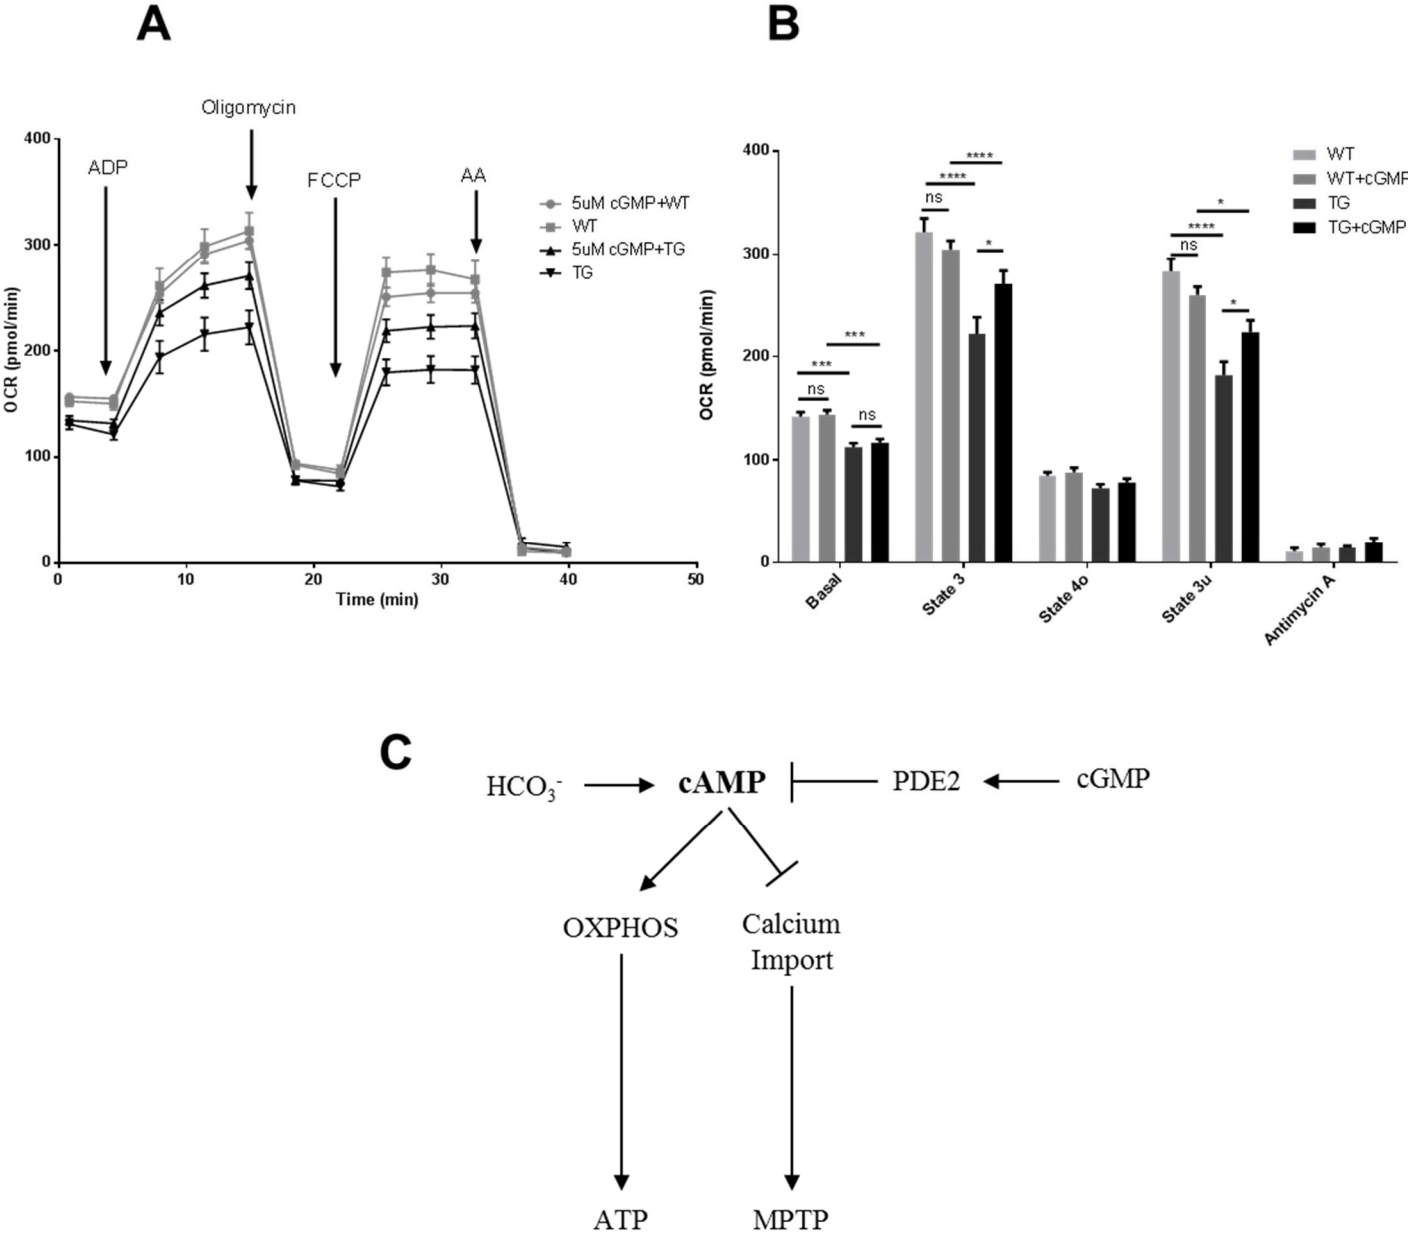 A
B
Oligomycin
ADP
FCCP
AA
400
300
200
100
0
OCR (pmol/min)
0
10
20
30
40
50
Time (min)
5uM cGMP+WT
WT
5uM cGMP+TG
TG
400
300
200
100
0
OCR (pmol/min)
ns
***
***
ns
ns
****
****
*
ns
****
*
*
WT
WT+cGMP
TG
TG+cGMP
Basal
State 3
State 4o
State 3u
Antimycin A
C
HCO3-
cAMP
PDE2
cGMP
OXPHOS
Calcium
Import
ATP
MPTP